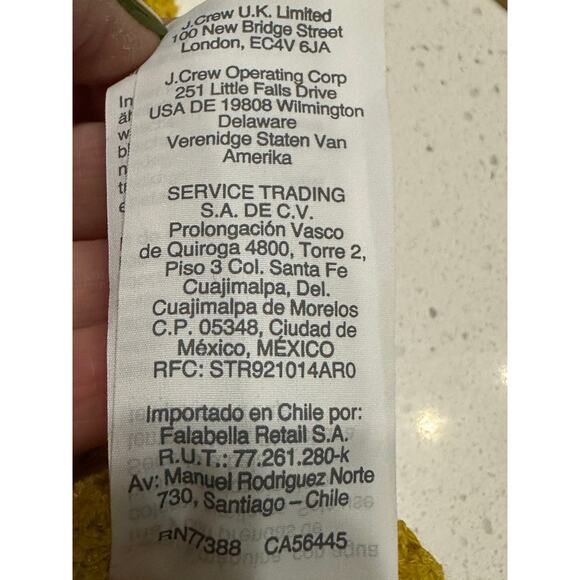 J.Crew U.K. Limited
100 New Bridge Street
London, EC4V 6JA
J.Crew Operating Corp
251 Little Falls Drive
USA DE 19808 Wilmington
Delaware
Verenidge Staten Van
Amerika
SERVICE TRADING
S.A. DE C.V.
Prolongación Vasco
de Quiroga 4800, Torre 2,
Piso 3 Col. Santa Fe
Cuajimalpa, Del.
Cuajimalpa de Morelos
C.P. 05348, Ciudad de
México, MÉXICO
RFC: STR921014AR0
Importado en Chile por:
Falabella Retail S.A.
R.U.T.: 77.261.280-k
Av: Manuel Rodriguez Norte
730, Santiago – Chile
RN77388 CA56445